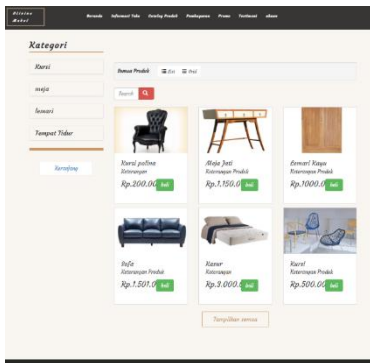 Beranda Informasi Toko Katalog Produk Pembayaran Promo Testimoni
Kategori
Kursi
meja
lemari
Tempat Tidur
Keranjang
Semua Produk List Grid
Search
Kursi poline
Keterangan
Rp.200.00 beli
Meja Jati
Keterangan Produk
Rp.1,150.0 beli
Lemari Kayu
Keterangan Produk
Rp.1000.0 beli
Sofa
Keterangan Produk
Rp.1.501.0 beli
Kasur
Keterangan
Rp.3.000. beli
Kursi
Keterangan Produk
Rp.500.00 beli
Tampilkan semua